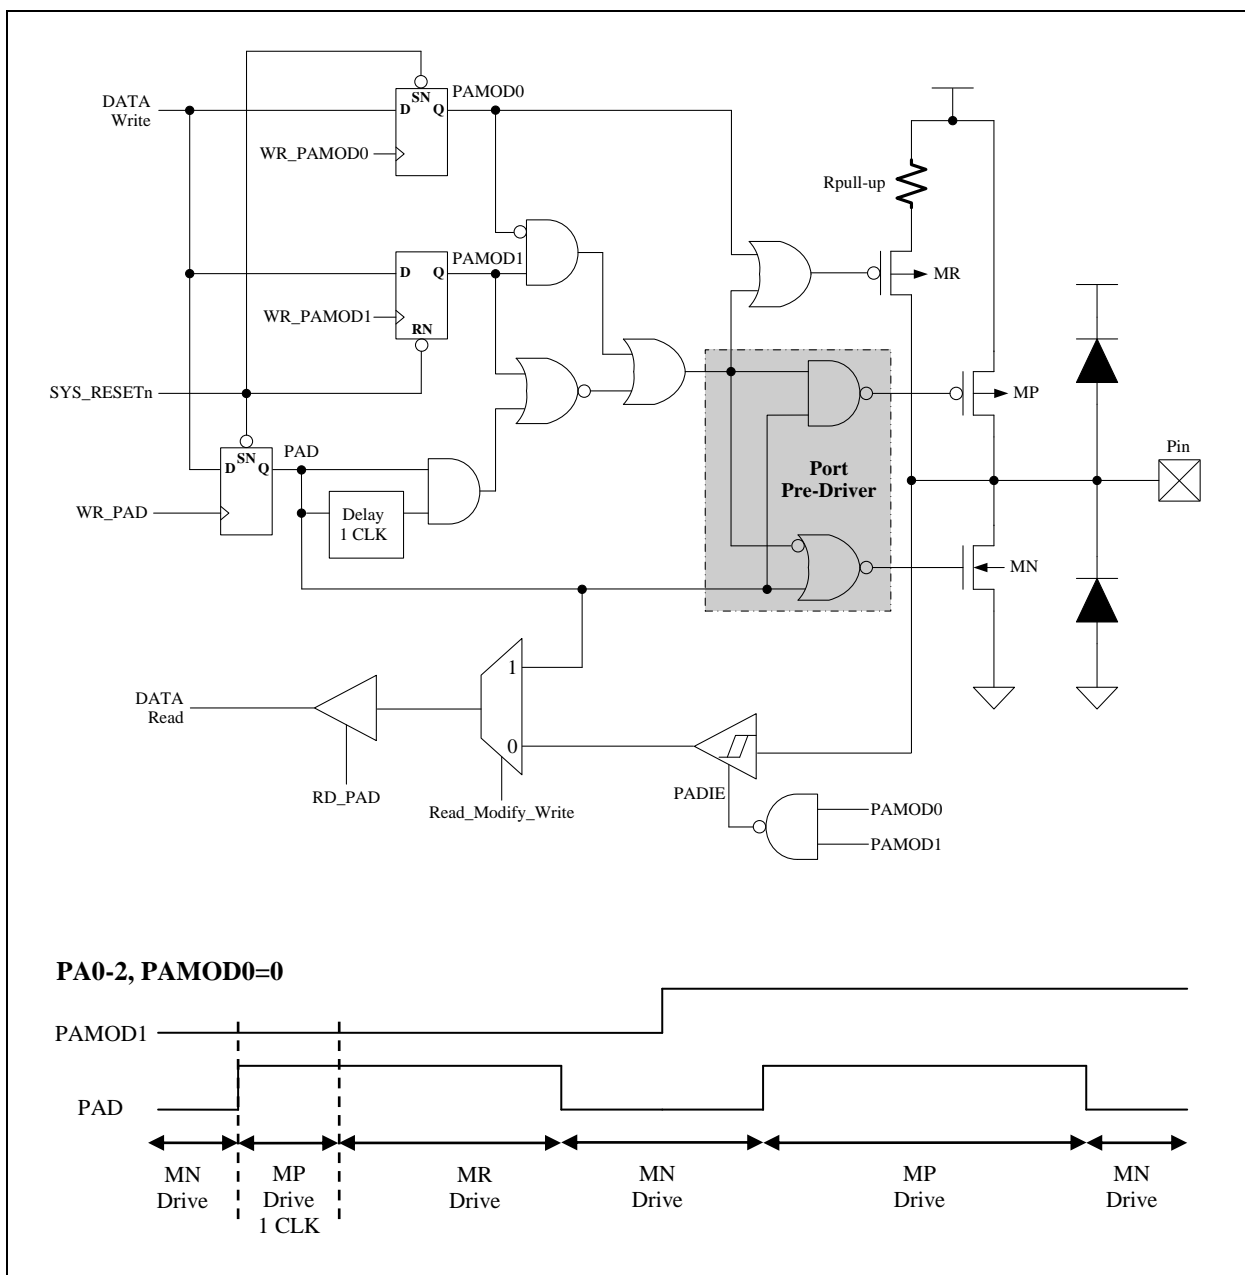 DATA
Write
SN
D
Q
PAMOD0
WR_PAMOD0
Rpull-up
D
Q
PAMOD1
WR_PAMOD1
RN
MR
SYS_RESETn
MP
SN
D
Q
PAD
Pin
Port
Pre-Driver
WR_PAD
Delay
1 CLK
MN
1
DATA
Read
0
RD_PAD
Read_Modify_Write
PADIE
PAMOD0
PAMOD1
PA0-2, PAMOD0=0
PAMOD1
PAD
MN
Drive
MP
Drive
1 CLK
MR
Drive
MN
Drive
MP
Drive
MN
Drive